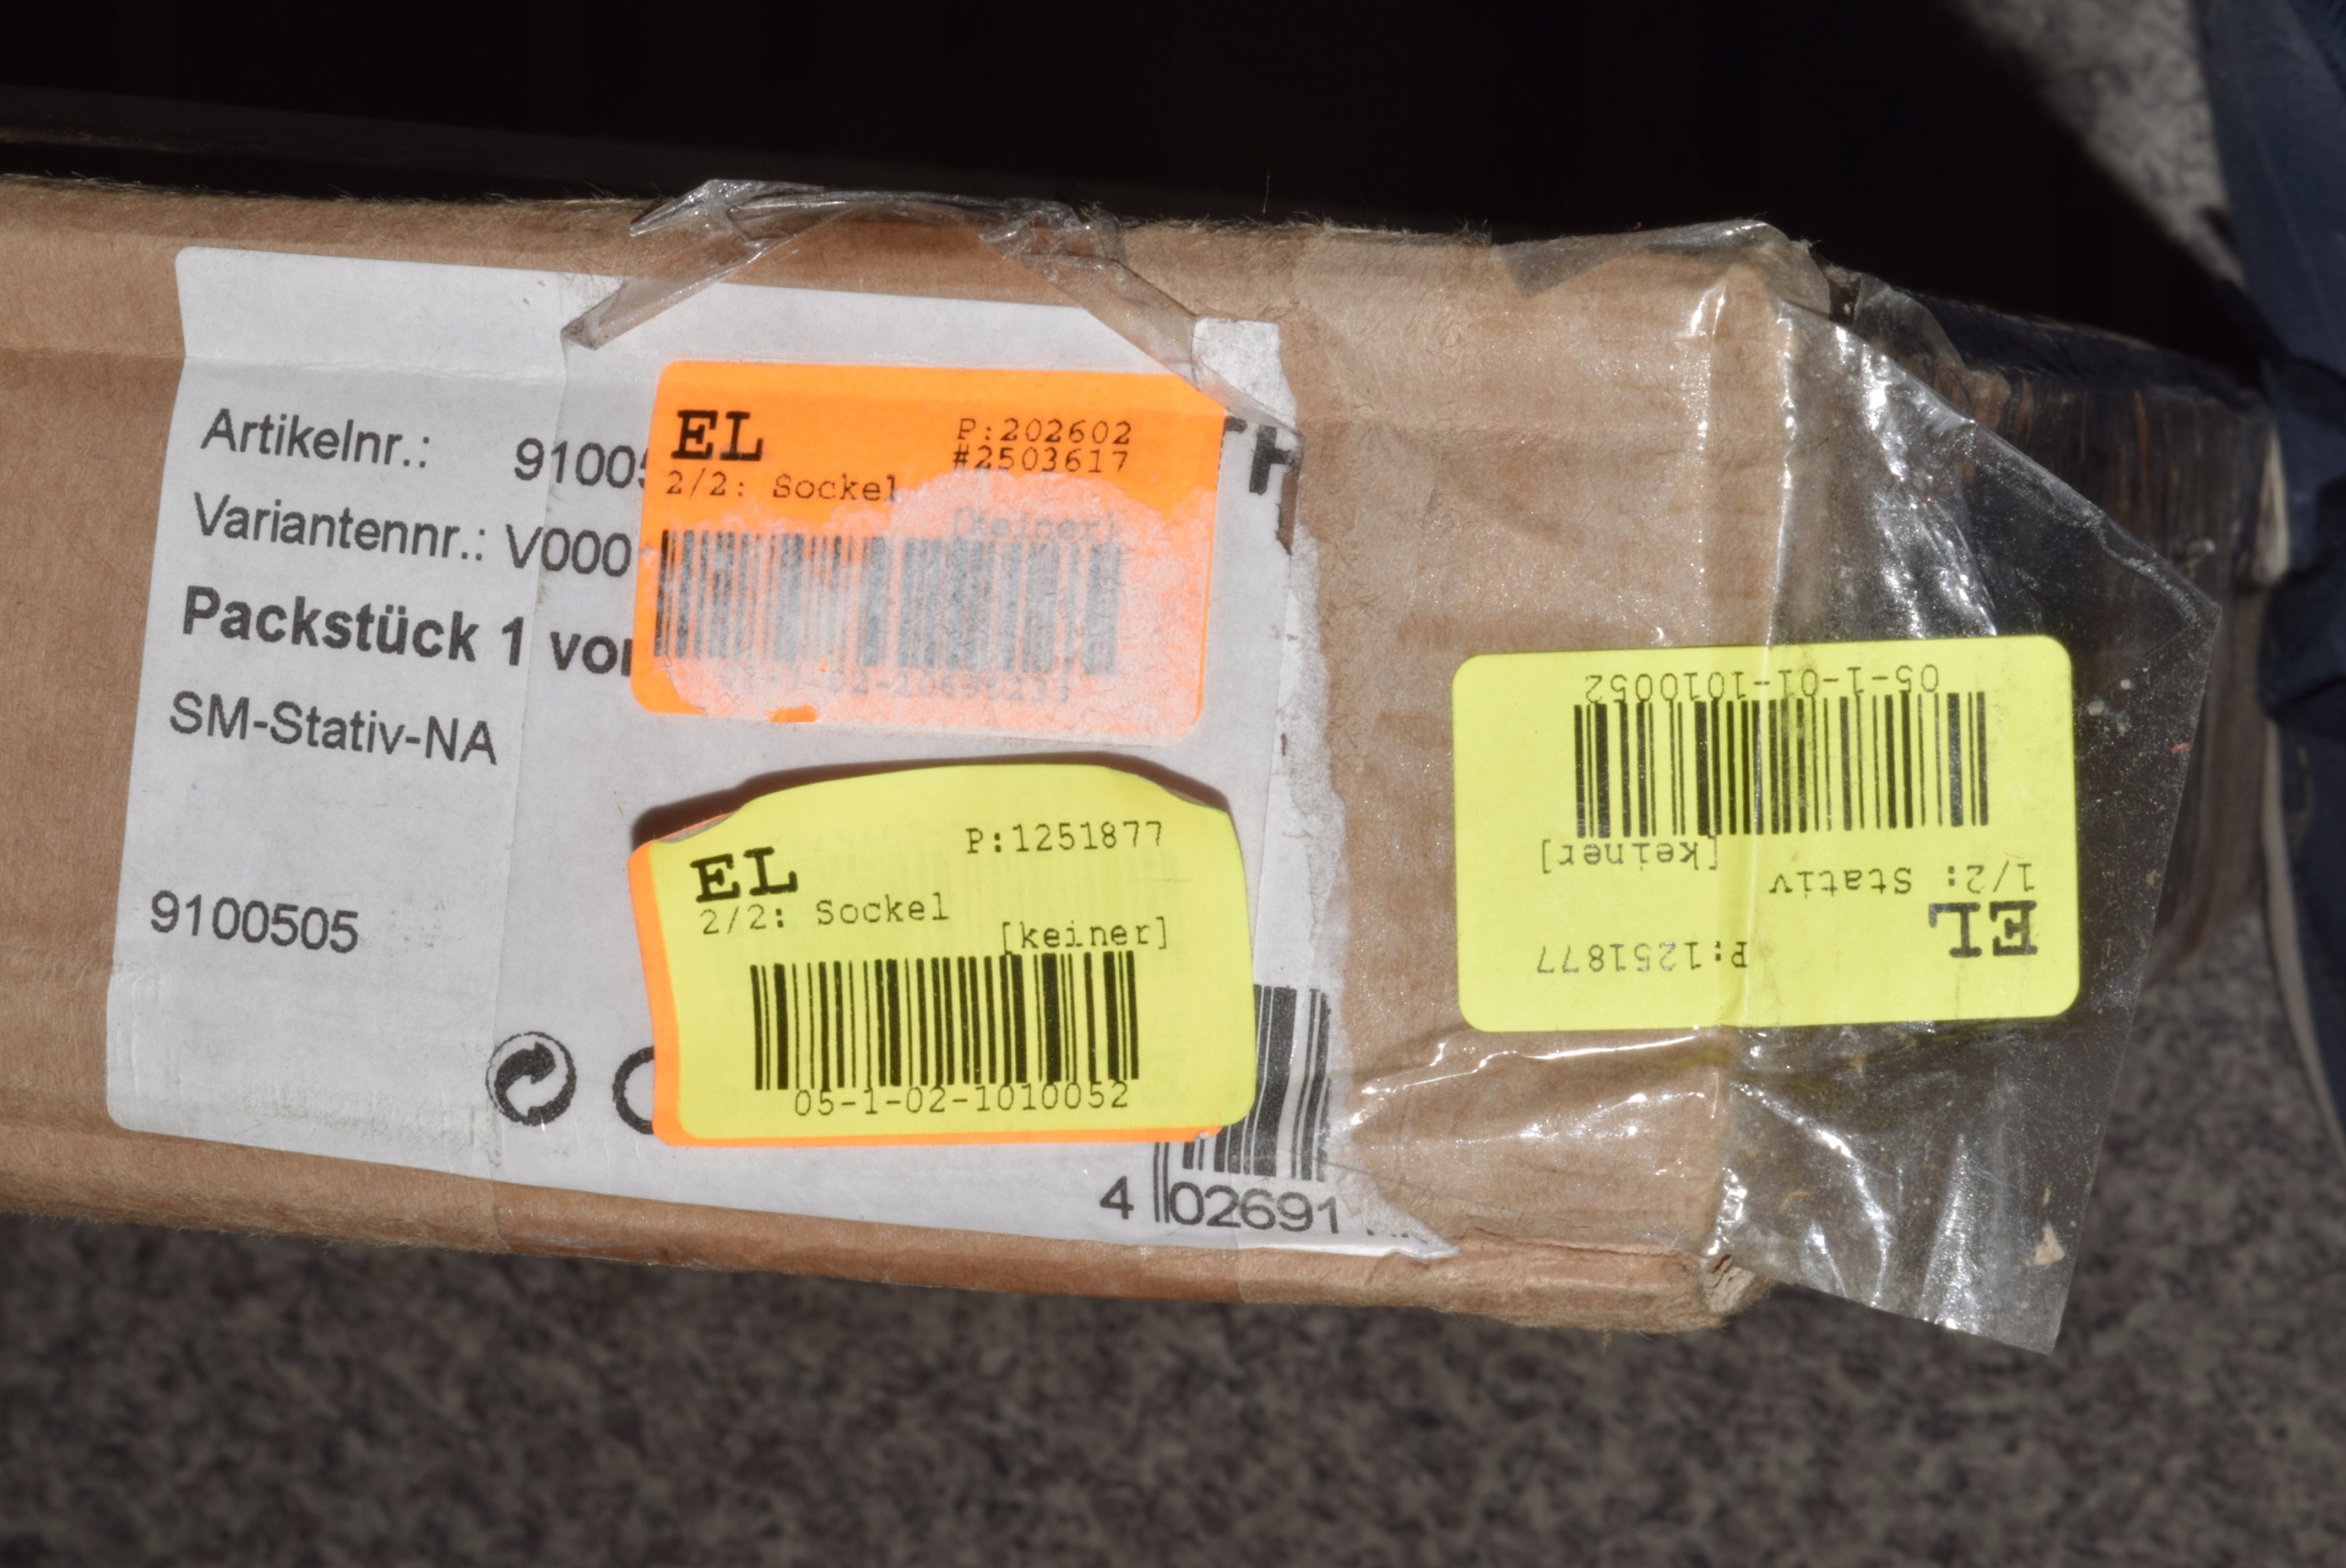 Artikelnr.: 91005
Variantennr.: V000
Packstück 1 von
SM-Stativ-NA
9100505
4 02691
EL
P:202602
#2503617
2/2: Sockel
[keiner]
EL
P:1251877
2/2: Sockel
[keiner]
05-1-02-1010052
EL
P:1251877
1/2: Stativ
[keiner]
05-1-01-1010052